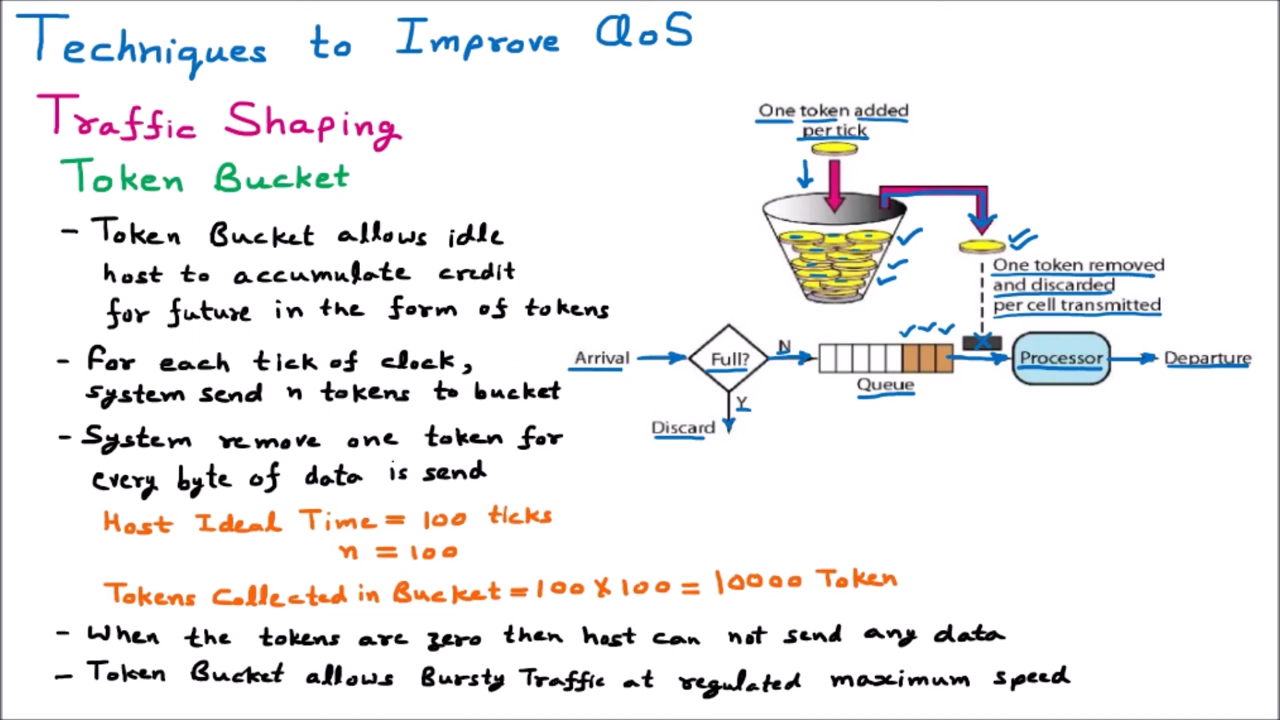 Techniques to Improve QoS
Traffic Shaping
Token Bucket
- Token Bucket allows idle
host to accumulate credit
for future in the form of tokens
- For each tick of clock,
system send n tokens to bucket
- System remove one token for
every byte of data is send
Host Ideal Time = 100 ticks
n = 100
Tokens Collected in Bucket = 100 x 100 = 10000 Token
- When the tokens are zero then host can not send any data
- Token Bucket allows Bursty Traffic at regulated maximum speed
One token added
per tick
One token removed
and discarded
per cell transmitted
Arrival
Full?
N
Y
Discard
Queue
Processor
Departure